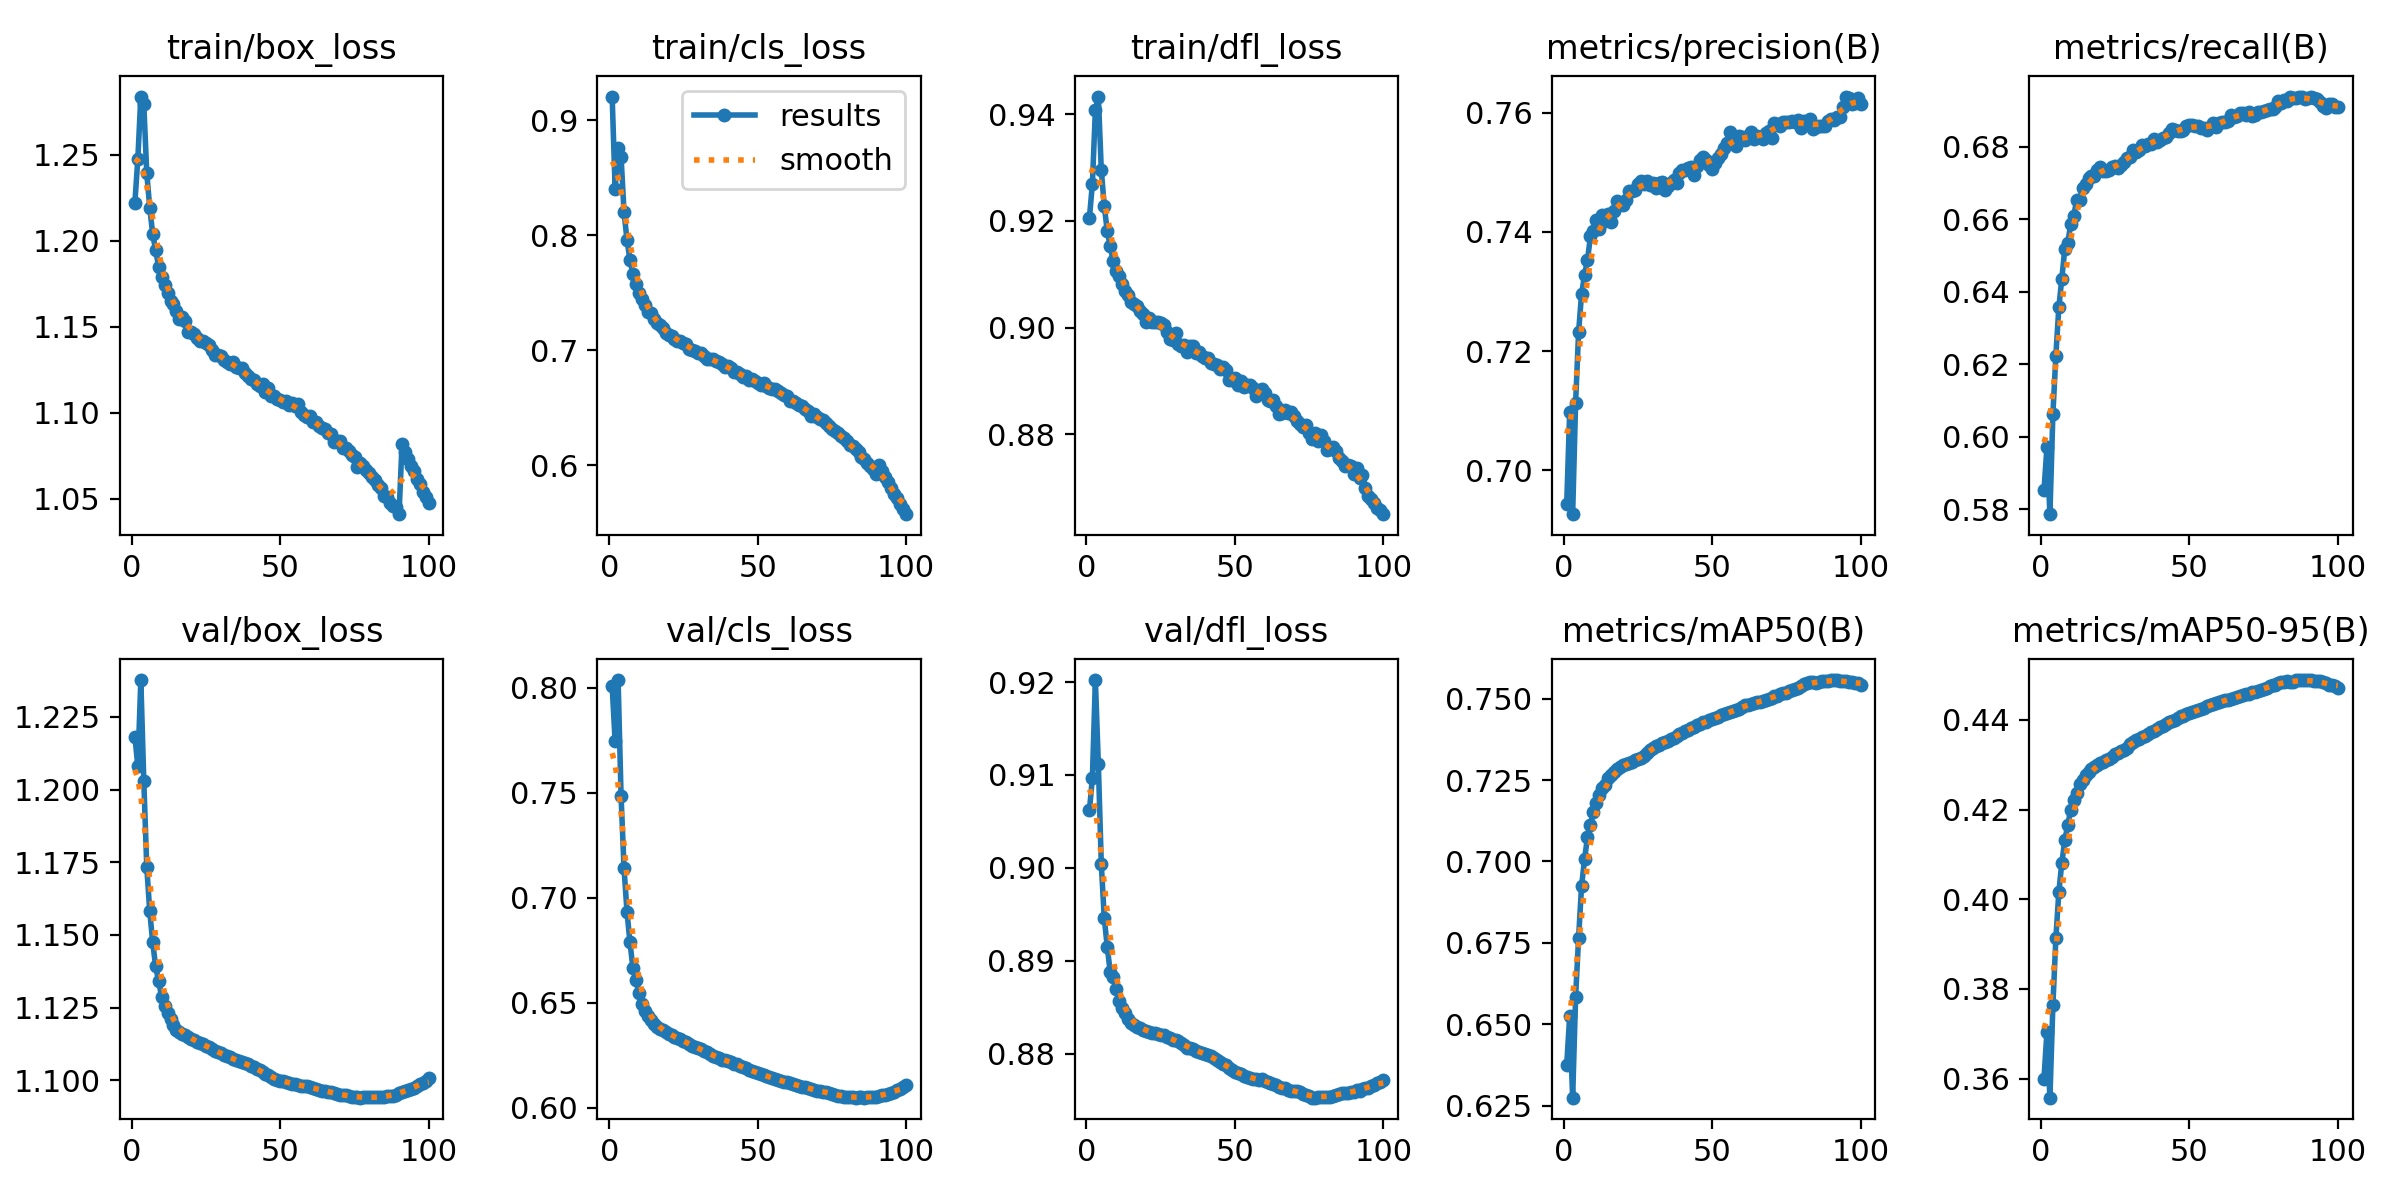 train/box_loss
train/cls_loss
train/dfl_loss
metrics/precision(B)
metrics/recall(B)
results
smooth
1.25
1.20
1.15
1.10
1.05
0 50 100
0.9
0.8
0.7
0.6
0 50 100
0.94
0.92
0.90
0.88
0 50 100
0.76
0.74
0.72
0.70
0 50 100
0.68
0.66
0.64
0.62
0.60
0.58
0 50 100
val/box_loss
val/cls_loss
val/dfl_loss
metrics/mAP50(B)
metrics/mAP50-95(B)
1.225
1.200
1.175
1.150
1.125
1.100
0 50 100
0.80
0.75
0.70
0.65
0.60
0 50 100
0.92
0.91
0.90
0.89
0.88
0 50 100
0.750
0.725
0.700
0.675
0.650
0.625
0 50 100
0.44
0.42
0.40
0.38
0.36
0 50 100